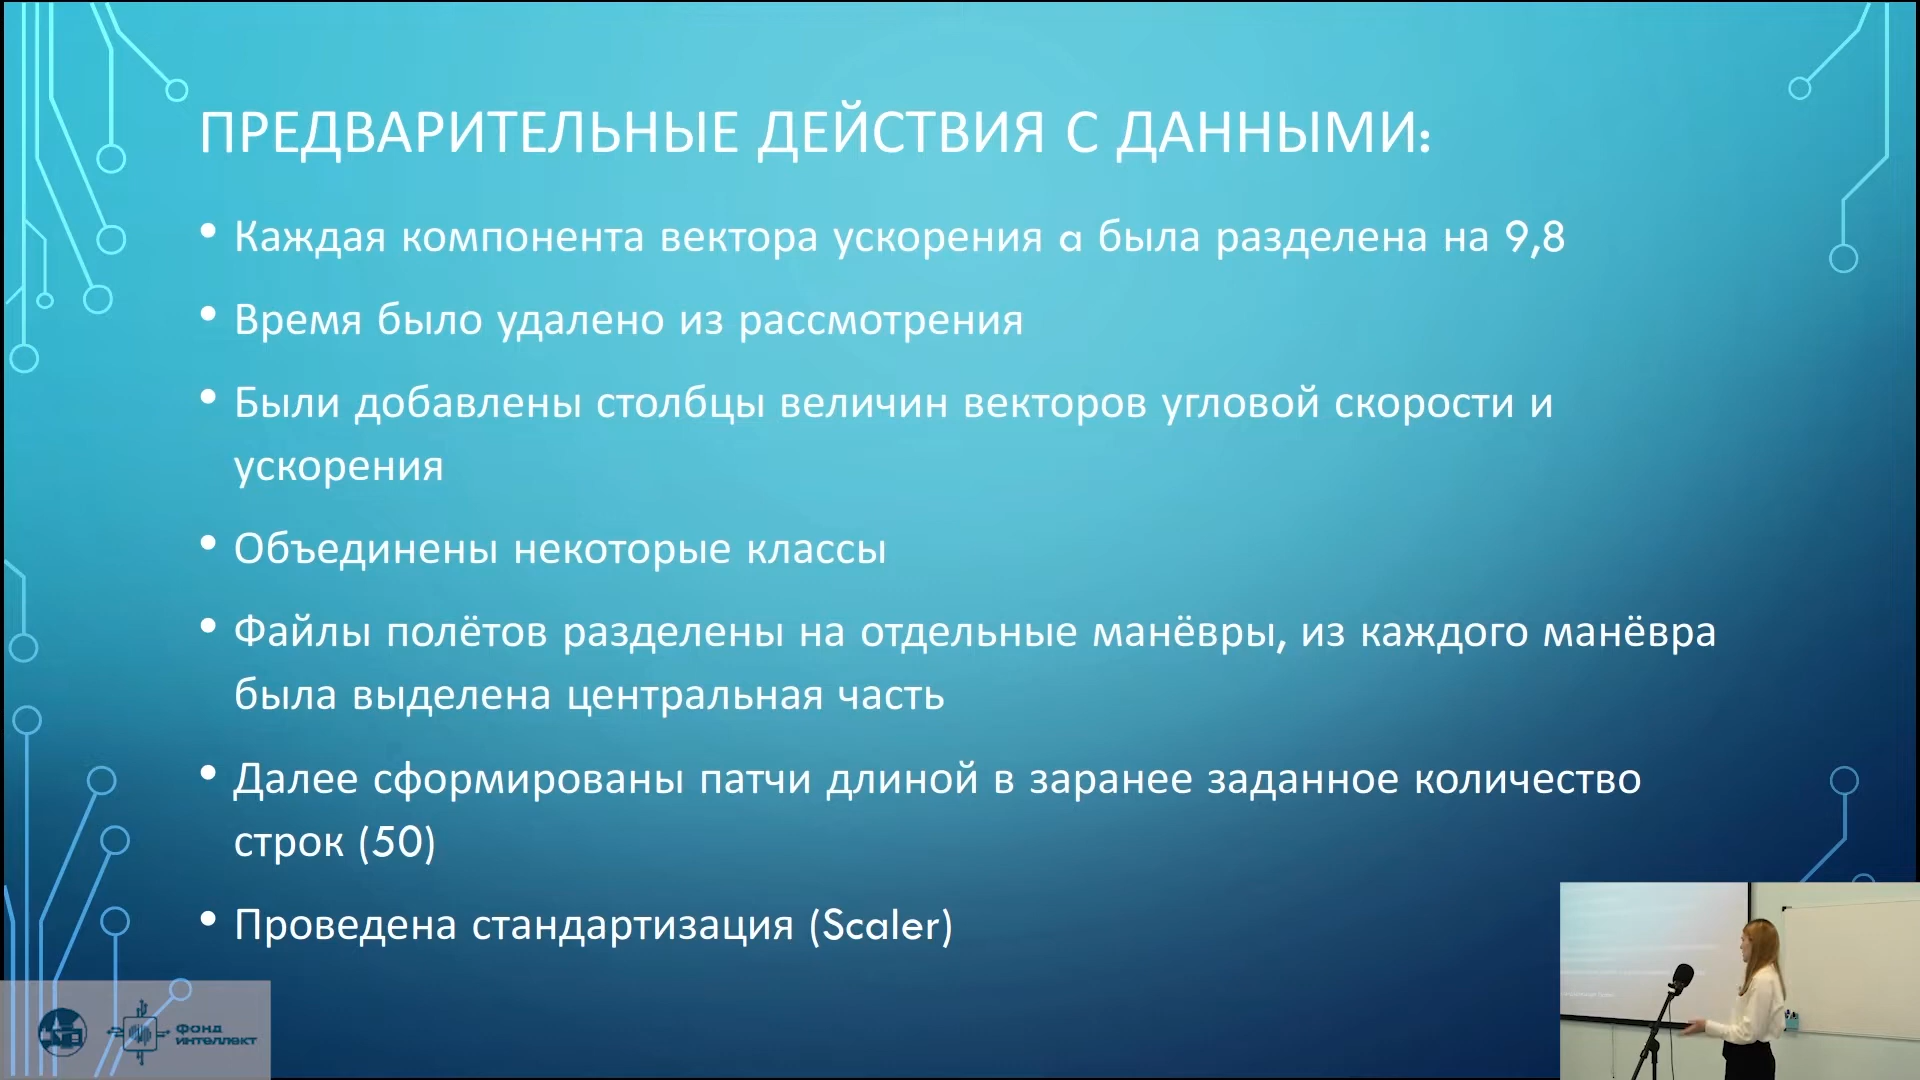 ПРЕДВАРИТЕЛЬНЫЕ ДЕЙСТВИЯ С ДАННЫМИ:
• Каждая компонента вектора ускорения a была разделена на 9,8
• Время было удалено из рассмотрения
• Были добавлены столбцы величин векторов угловой скорости и
ускорения
• Объединены некоторые классы
• Файлы полётов разделены на отдельные манёвры, из каждого манёвра
была выделена центральная часть
• Далее сформированы патчи длиной в заранее заданное количество
строк (50)
• Проведена стандартизация (Scaler)
Фонд
интеллект